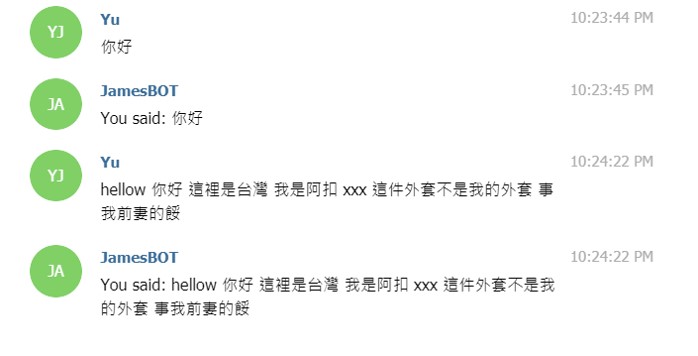 YJ
Yu
10:23:44 PM
你好
JA
JamesBOT
10:23:45 PM
You said: 你好
YJ
Yu
10:24:22 PM
hellow 你好 這裡是台灣 我是阿扣 xxx 這件外套不是我的外套 事
我前妻的餒
JA
JamesBOT
10:24:22 PM
You said: hellow 你好 這裡是台灣 我是阿扣 xxx 這件外套不是我
的外套 事我前妻的餒